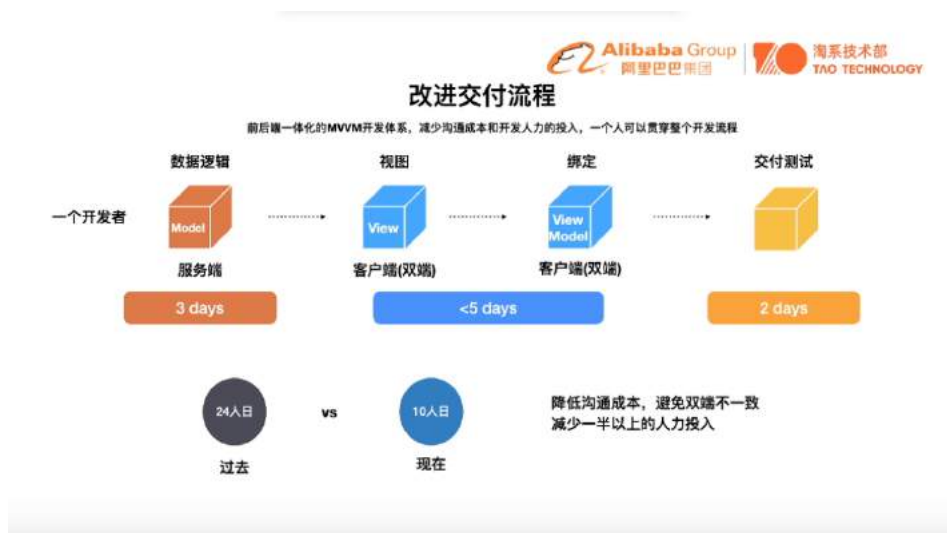 Alibaba Group
阿里巴巴集团
淘系技术部
TAO TECHNOLOGY
改进交付流程
前后端一体化的MVVM开发体系，减少沟通成本和开发人力的投入，一个人可以贯穿整个开发流程
数据逻辑
视图
绑定
交付测试
一个开发者
Model
View
View
Model
服务端
客户端(双端)
客户端(双端)
3 days
<5 days
2 days
24人日
vs
10人日
降低沟通成本，避免双端不一致
减少一半以上的人力投入
过去
现在